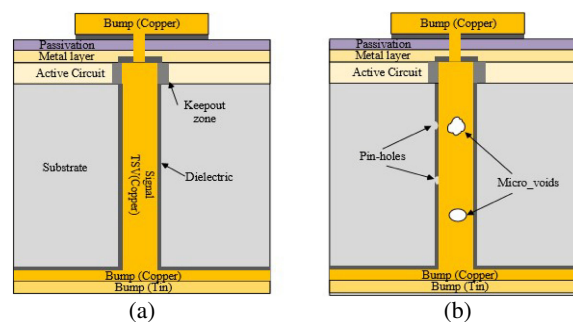 Bump (Copper)
Passivation
Metal layer
Active Circuit
Keepout
zone
Substrate
Signal
TSV(Copper)
Dielectric
Bump (Copper)
Bump (Tin)
(a)
Bump (Copper)
Passivation
Metal layer
Active Circuit
Pin-holes
Micro_voids
Bump (Copper)
Bump (Tin)
(b)